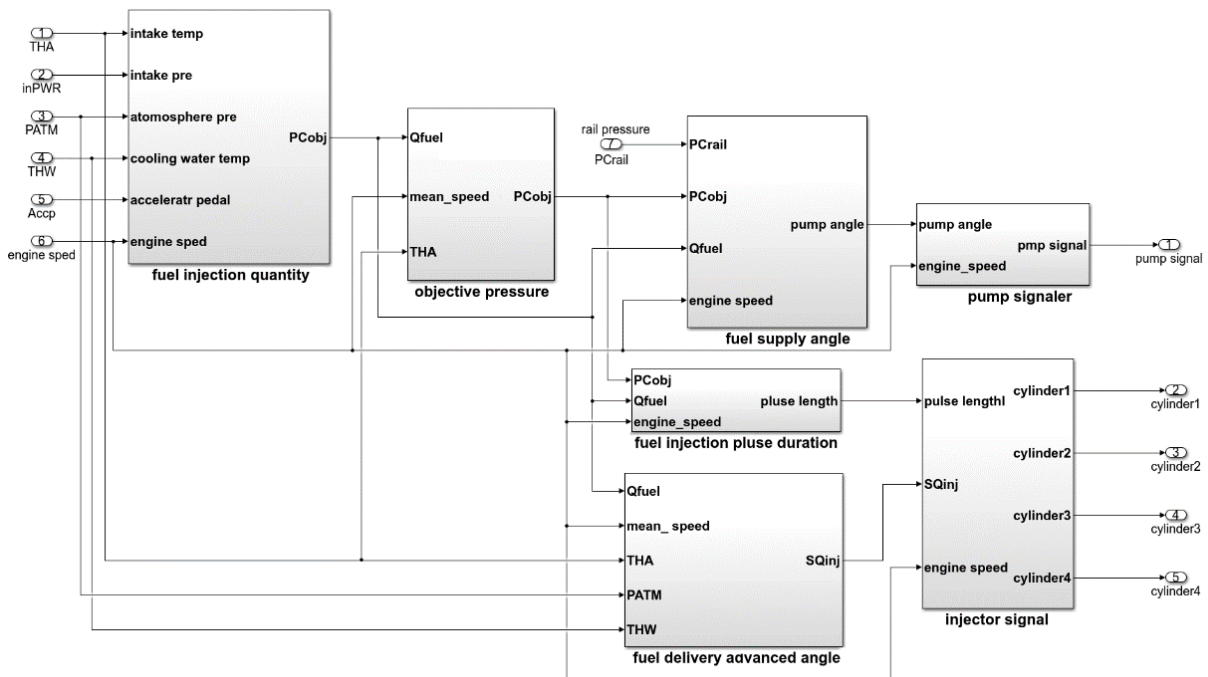 1
THA
2
inPWR
3
PATM
4
THW
5
Accp
6
engine sped
intake temp
intake pre
atomosphere pre
cooling water temp
acceleratr pedal
engine sped
PCobj
fuel injection quantity
Qfuel
mean_speed
THA
PCobj
objective pressure
rail pressure
7
PCrail
PCrail
PCobj
Qfuel
engine speed
pump angle
fuel supply angle
pump angle
engine_speed
pmp signal
pump signaler
1
pump signal
PCobj
Qfuel
engine_speed
pluse length
fuel injection pluse duration
Qfuel
mean_ speed
THA
PATM
THW
SQinj
fuel delivery advanced angle
pulse lengthl
SQinj
engine speed
cylinder1
cylinder2
cylinder3
cylinder4
injector signal
2
cylinder1
3
cylinder2
4
cylinder3
5
cylinder4